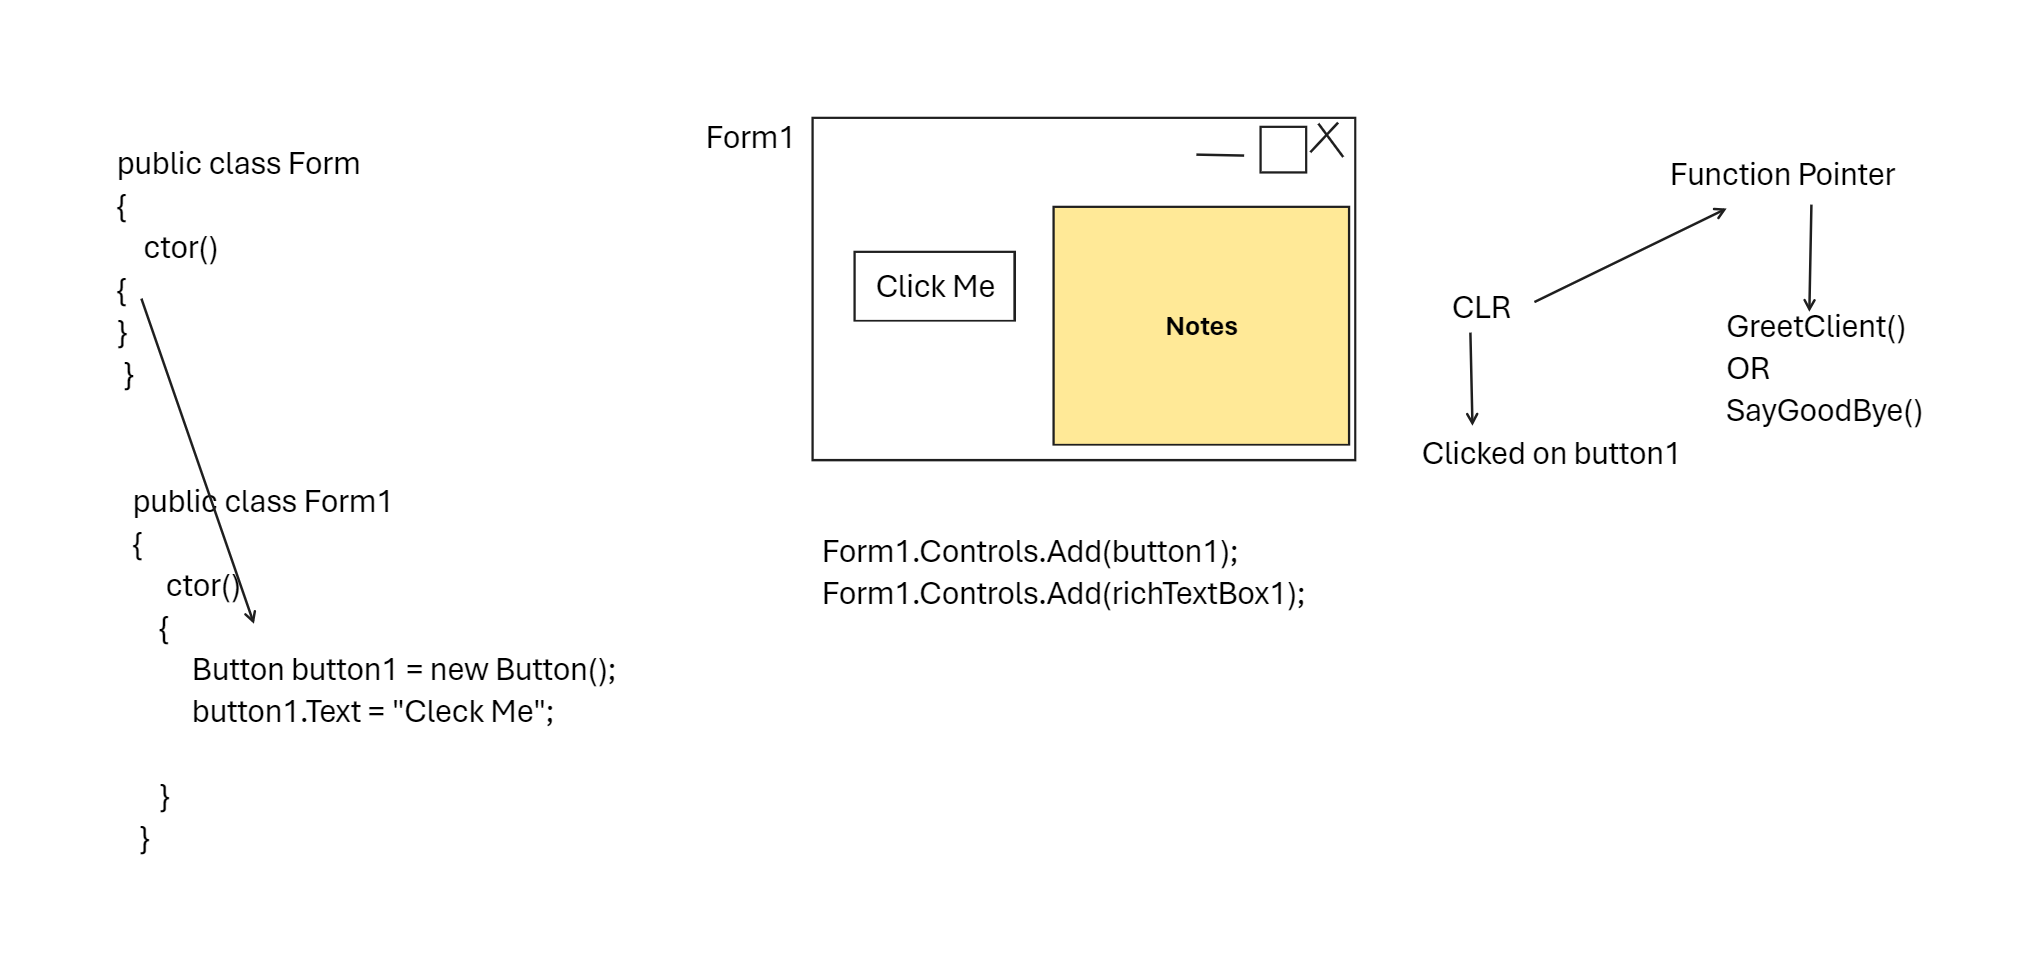 public class Form
{
ctor()
{
}
}
public class Form1
{
ctor()
{
Button button1 = new Button();
button1.Text = "Cleck Me";
}
}
Form1
Click Me
Notes
Form1.Controls.Add(button1);
Form1.Controls.Add(richTextBox1);
Function Pointer
CLR
GreetClient()
OR
SayGoodBye()
Clicked on button1